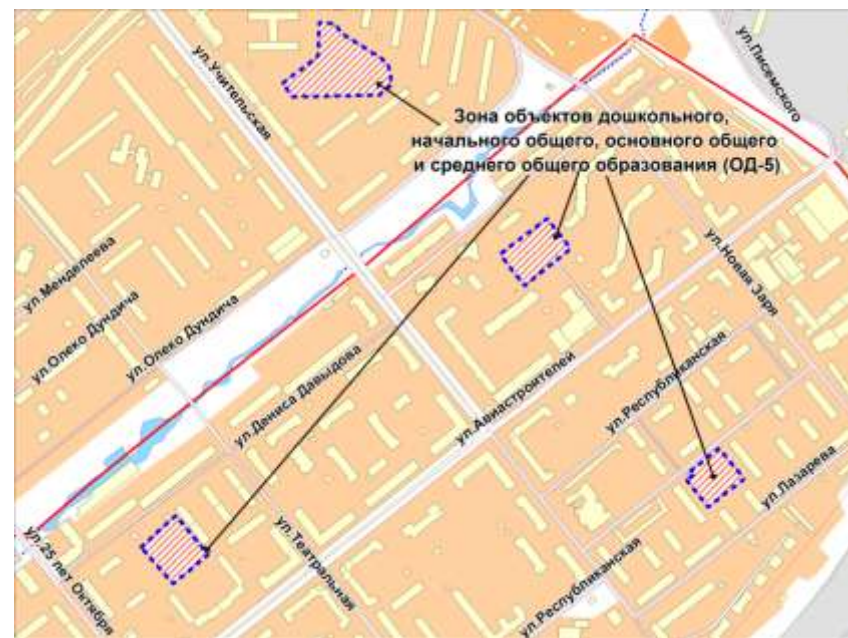 ул.Писемского
ул.Учительская
Зона объектов дошкольного,
начального общего, основного общего
и среднего общего образования (ОД-5)
ул.Менделеева
ул.Новая Заря
ул.Олеко Дундича
ул.Олеко Дундича
ул.Дениса Давыдова
ул.Авиастроителей
ул.Республиканская
ул.Лазарева
ул.25 лет Октября
ул.Театральная
ул.Республиканская